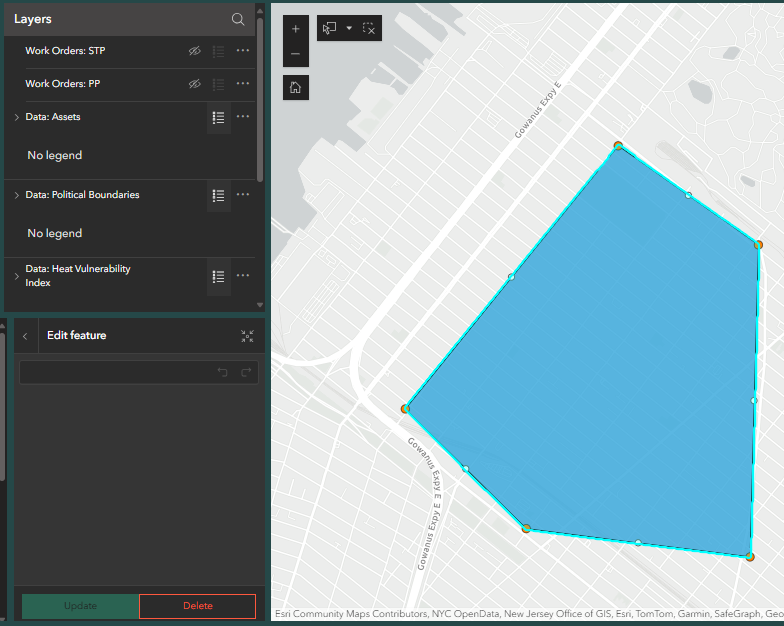 Layers
Work Orders: STP
Work Orders: PP
Data: Assets
No legend
Data: Political Boundaries
No legend
Data: Heat Vulnerability
Index
Edit feature
Update
Delete
Gowanus Expy E
Gowanus Expy E
Gowanus Expy E
Esri Community Maps Contributors, NYC OpenData, New Jersey Office of GIS, Esri, TomTom, Garmin, SafeGraph, Geo